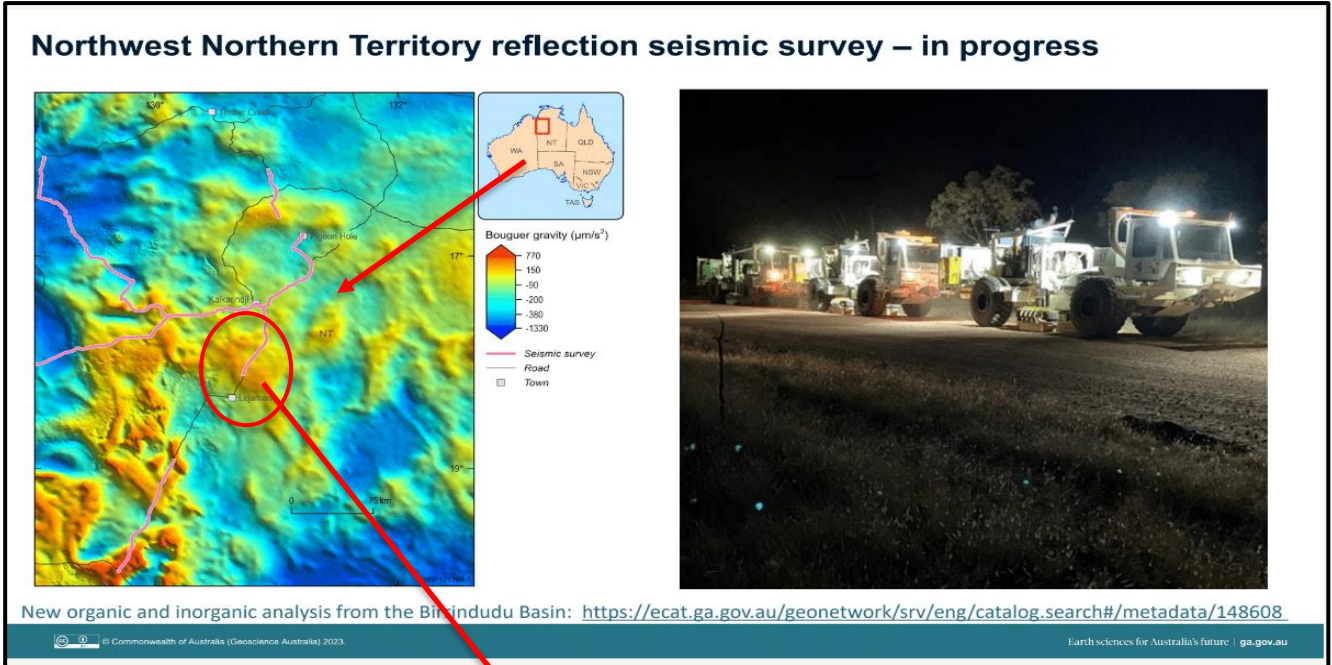 Northwest Northern Territory reflection seismic survey – in progress
130°
132°
Timber Creek
Pigeon Hole
17°
Kalkarindji
NT
Lajamanu
19°
0
75 km
WA
NT
QLD
SA
NSW
VIC
TAS
Bouguer gravity (µm/s²)
770
150
-90
-200
-380
-1330
Seismic survey
Road
Town
New organic and inorganic analysis from the Birrindudu Basin: https://ecat.ga.gov.au/geonetwork/srv/eng/catalog.search#/metadata/148608
© Commonwealth of Australia (Geoscience Australia) 2023.
Earth sciences for Australia's future | ga.gov.au